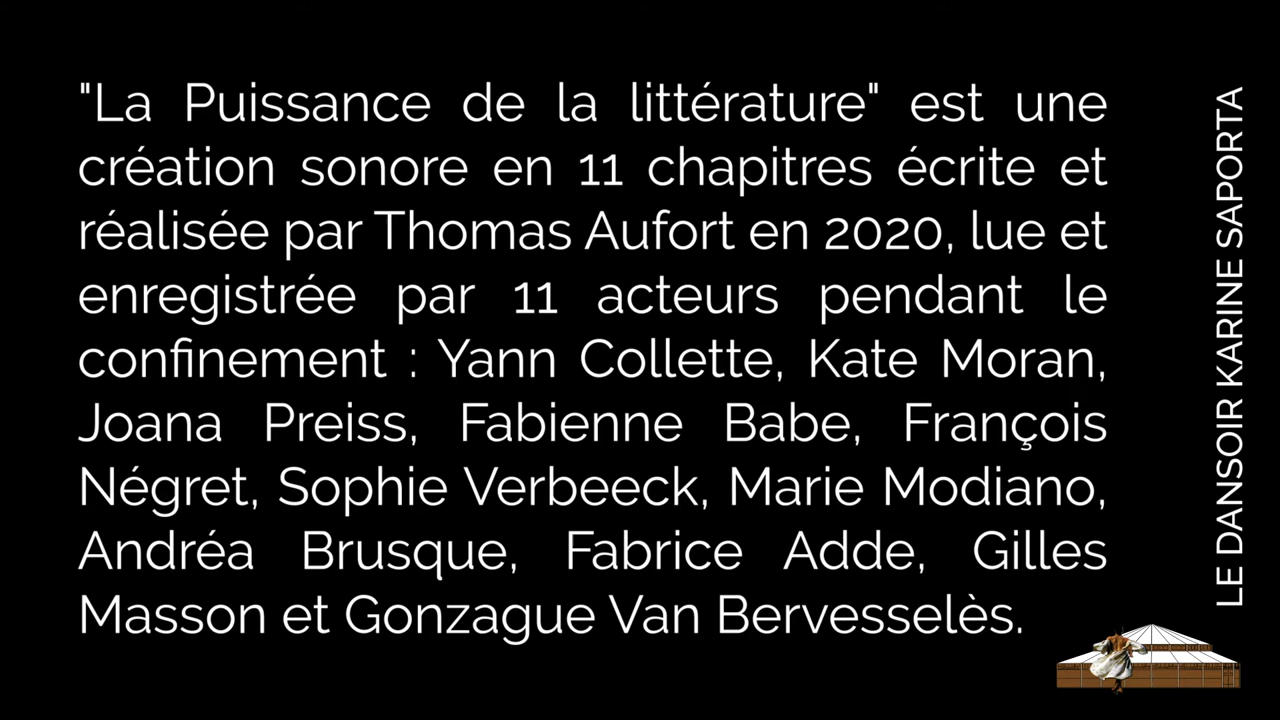 "La Puissance de la littérature" est une
création sonore en 11 chapitres écrite et
réalisée par Thomas Aufort en 2020, lue et
enregistrée par 11 acteurs pendant le
confinement : Yann Collette, Kate Moran,
Joana Preiss, Fabienne Babe, François
Négret, Sophie Verbeeck, Marie Modiano,
Andréa Brusque, Fabrice Adde, Gilles
Masson et Gonzague Van Bervesselès.
LE DANSOIR KARINE SAPORTA